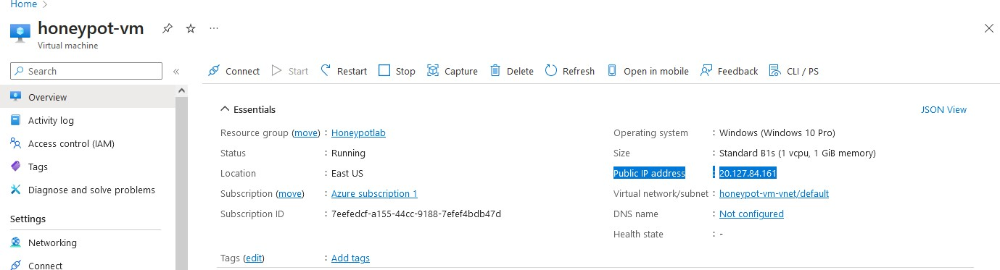 Home
honeypot-vm
Virtual machine
Search
Overview
Activity log
Access control (IAM)
Tags
Diagnose and solve problems
Settings
Networking
Connect
Connect Start Restart Stop Capture Delete Refresh Open in mobile Feedback CLI / PS
Essentials
JSON View
Resource group (move) : Honeypotlab
Status : Running
Location : East US
Subscription (move) : Azure subscription 1
Subscription ID : 7eefedcf-a155-44cc-9188-7efef4bdb47d
Operating system : Windows (Windows 10 Pro)
Size : Standard B1s (1 vcpu, 1 GiB memory)
Public IP address : 20.127.84.161
Virtual network/subnet : honeypot-vm-vnet/default
DNS name : Not configured
Health state : -
Tags (edit) : Add tags